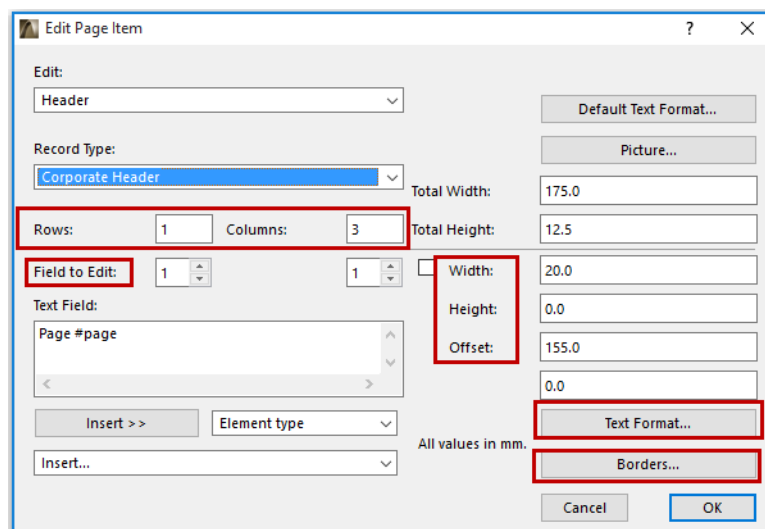 Edit Page Item ? X
Edit:
Header
Default Text Format...
Record Type:
Picture...
Corporate Header
Total Width: 175.0
Rows: 1 Columns: 3 Total Height: 12.5
Field to Edit: 1 1 Width: 20.0
Text Field: Height: 0.0
Page #page
Offset: 155.0
0.0
Insert >> Element type Text Format...
All values in mm.
Insert... Borders...
Cancel OK